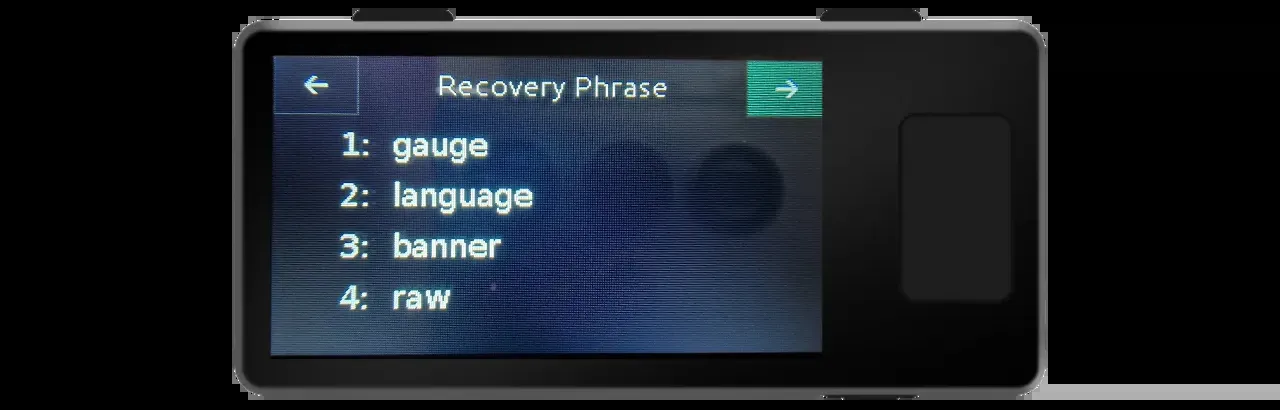 ← Recovery Phrase →
1: gauge
2: language
3: banner
4: raw